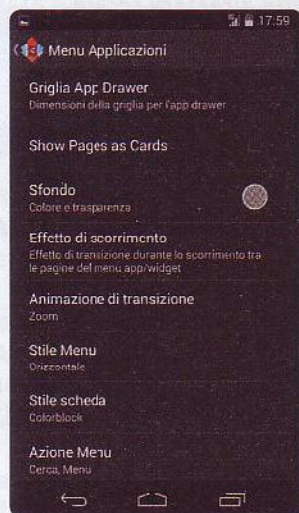 17:59
Menu Applicazioni
Griglia App Drawer
Dimensioni della griglia per l'app drawer
Show Pages as Cards
Sfondo
Colore e trasparenza
Effetto di scorrimento
Effetto di transizione durante lo scorrimento tra
le pagine del menu app/widget
Animazione di transizione
Zoom
Stile Menu
Orizzontale
Stile scheda
Colorblock
Azione Menu
Cerca, Menu